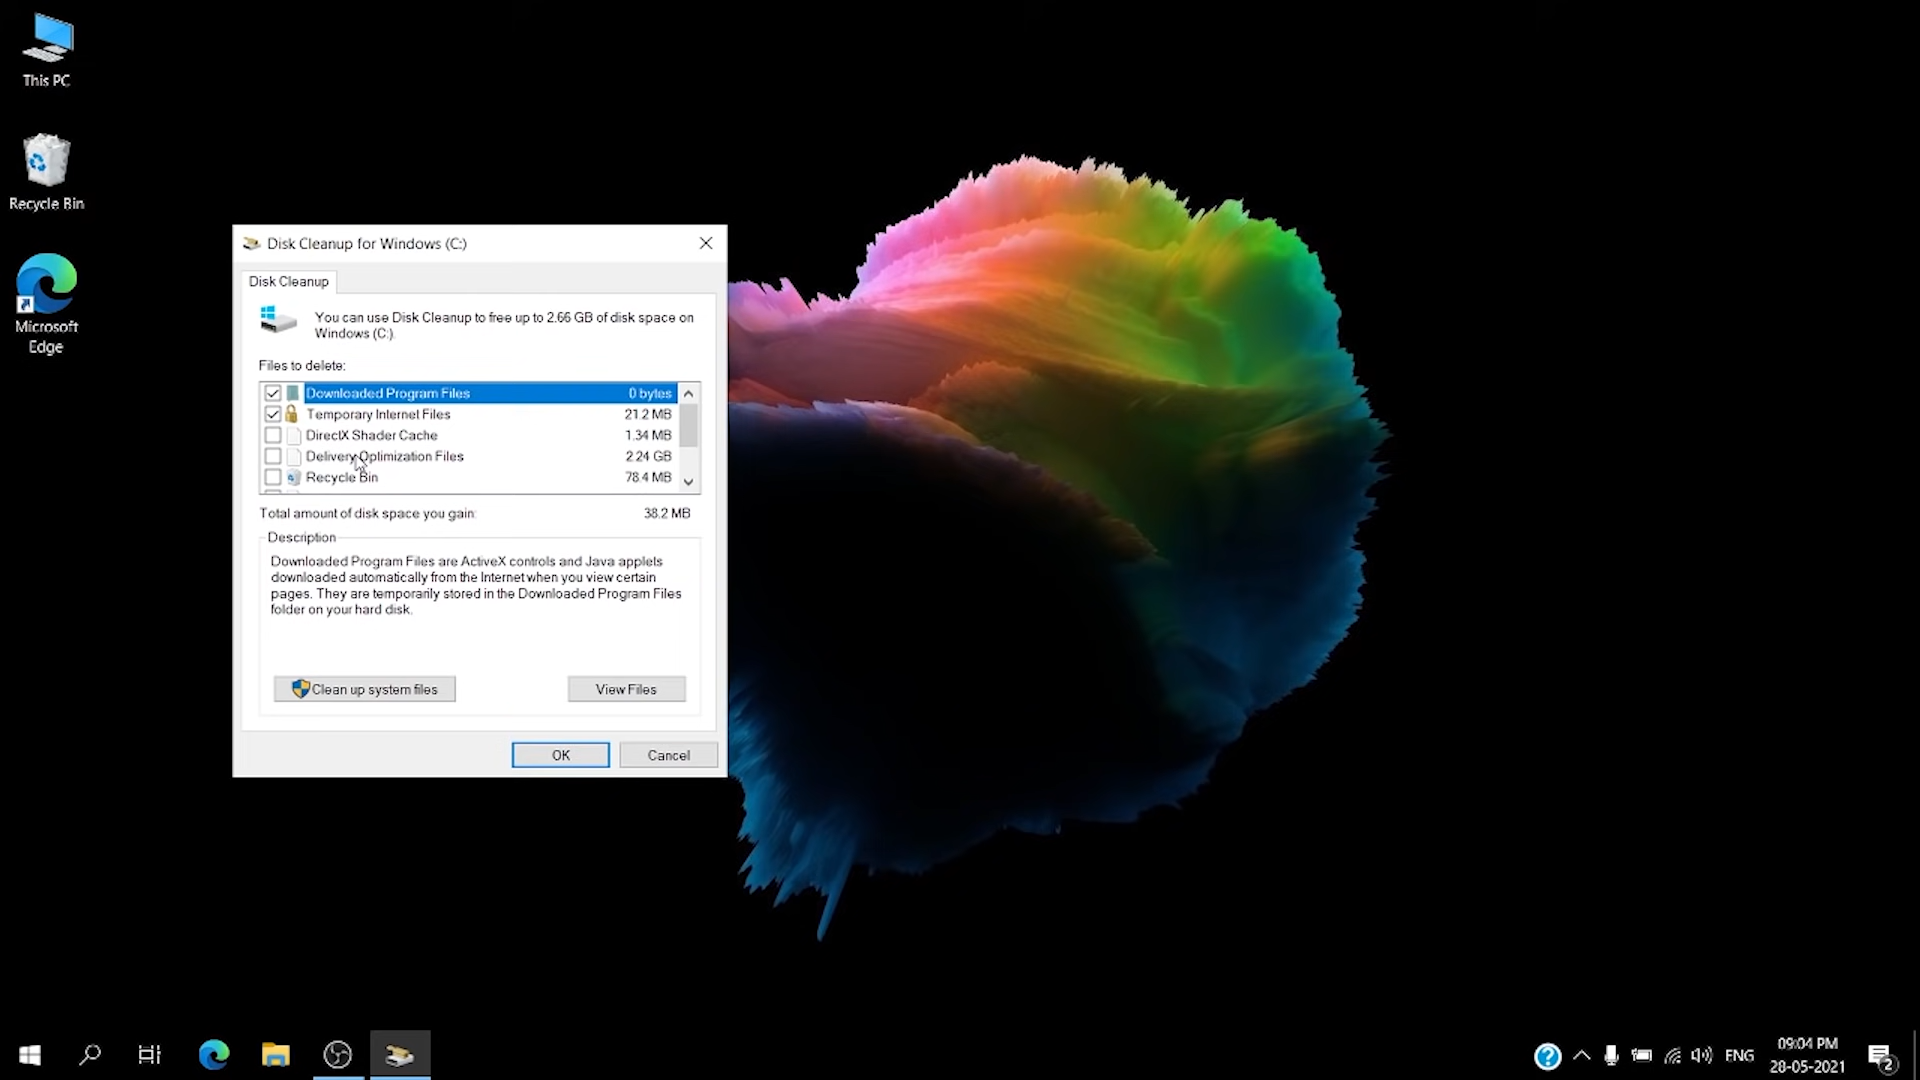 This PC
Recycle Bin
Microsoft
Edge
Disk Cleanup for Windows (C:)
Disk Cleanup
You can use Disk Cleanup to free up to 2.66 GB of disk space on
Windows (C:).
Files to delete:
Downloaded Program Files 0 bytes
Temporary Internet Files 21.2 MB
DirectX Shader Cache 1.34 MB
Delivery Optimization Files 2.24 GB
Recycle Bin 78.4 MB
Total amount of disk space you gain: 38.2 MB
Description
Downloaded Program Files are ActiveX controls and Java applets
downloaded automatically from the Internet when you view certain
pages. They are temporarily stored in the Downloaded Program Files
folder on your hard disk.
Clean up system files View Files
OK Cancel
ENG
09:04 PM
28-05-2021
2